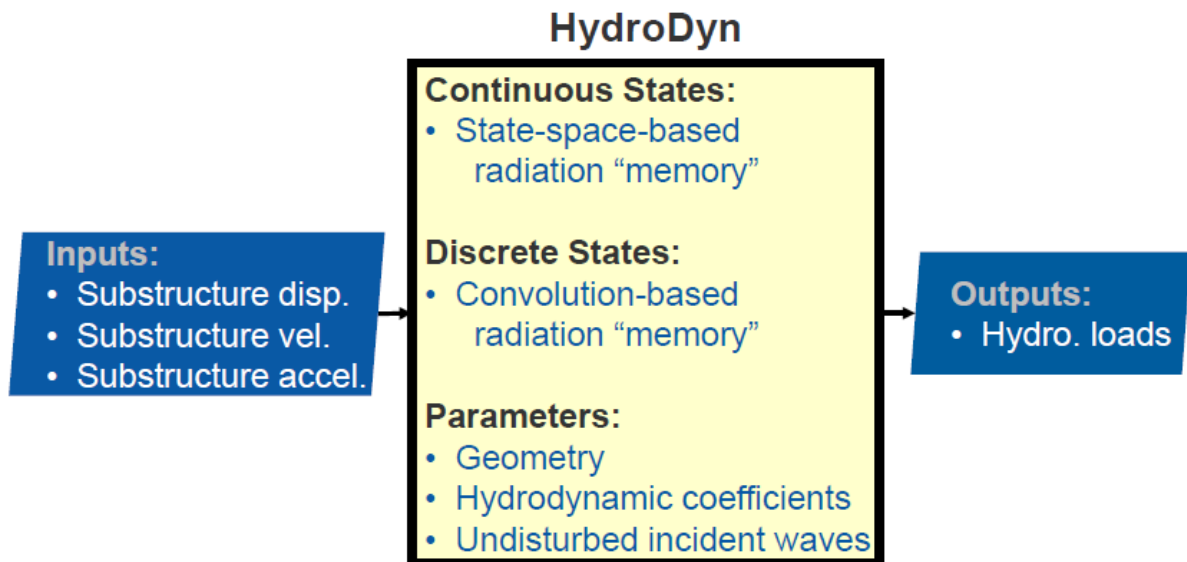 HydroDyn
Inputs:
• Substructure disp.
• Substructure vel.
• Substructure accel.
Continuous States:
• State-space-based
radiation “memory”
Discrete States:
• Convolution-based
radiation “memory”
Parameters:
• Geometry
• Hydrodynamic coefficients
• Undisturbed incident waves
Outputs:
• Hydro. loads